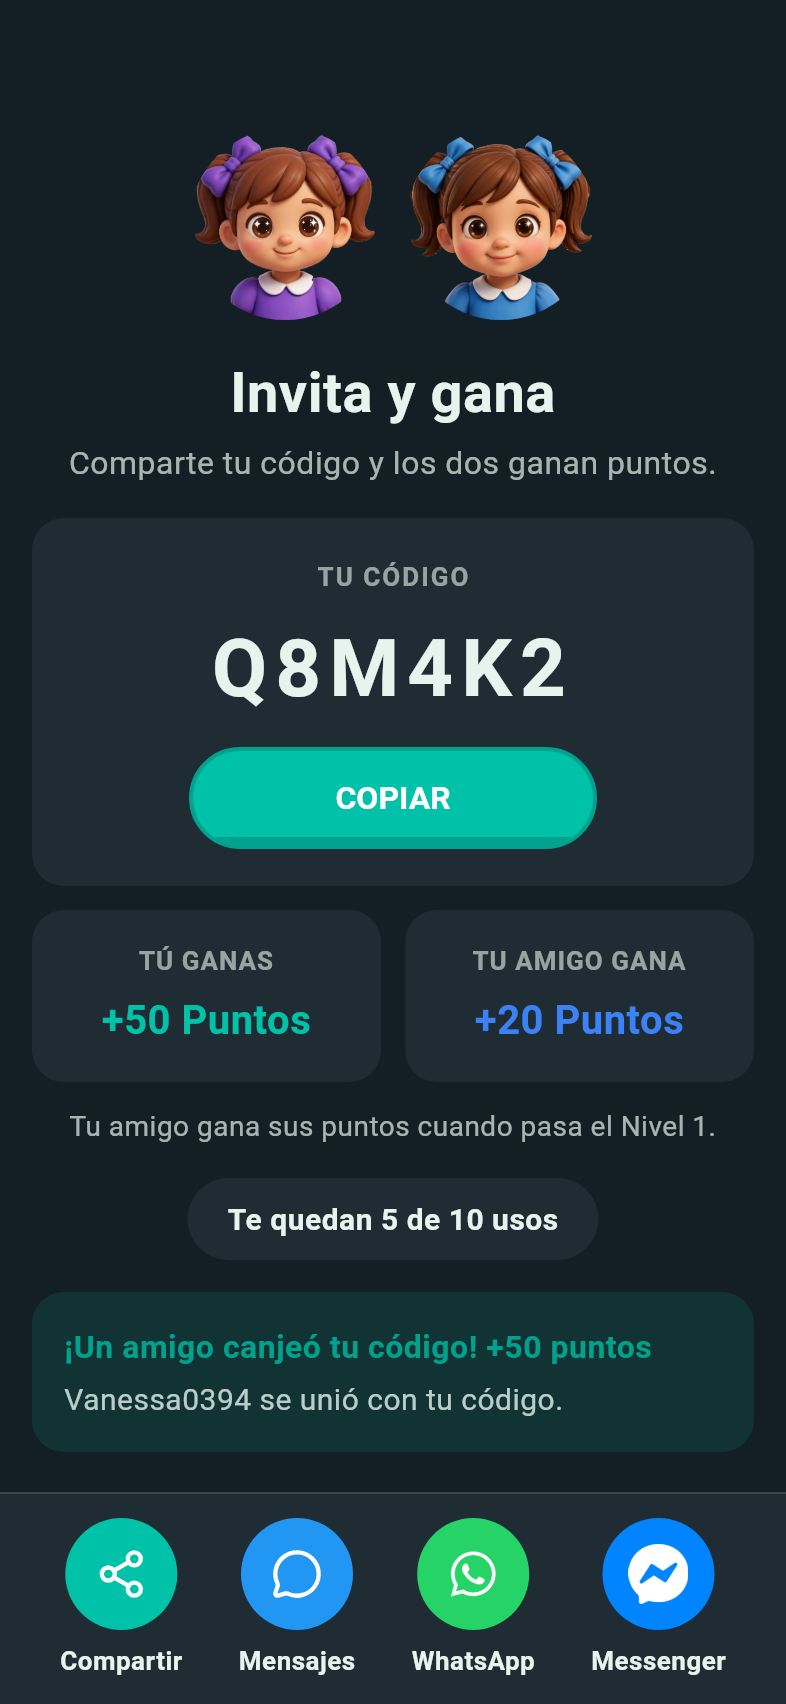 Invita y gana
Comparte tu código y los dos ganan puntos.
TU CÓDIGO
Q8M4K2
COPIAR
TÚ GANAS
+50 Puntos
TU AMIGO GANA
+20 Puntos
Tu amigo gana sus puntos cuando pasa el Nivel 1.
Te quedan 5 de 10 usos
¡Un amigo canjeó tu código! +50 puntos
Vanessa0394 se unió con tu código.
Compartir
Mensajes
WhatsApp
Messenger